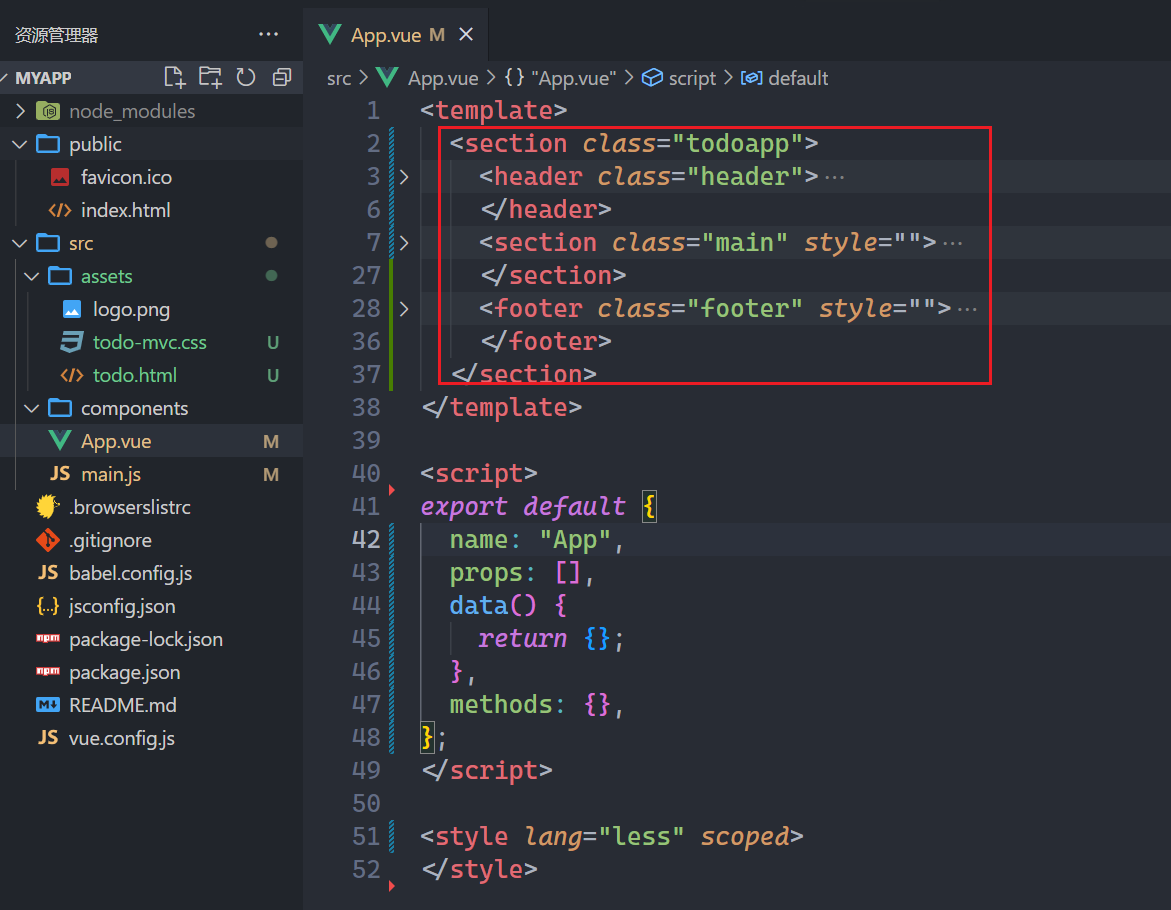 资源管理器 ···
MYAPP
node_modules
public
favicon.ico
index.html
src
assets
logo.png
todo-mvc.css U
todo.html U
components
App.vue M
JS main.js M
.browserslistrc
.gitignore
JS babel.config.js
{..} jsconfig.json
npm package-lock.json
npm package.json
M↓ README.md
JS vue.config.js
App.vue M ×
src > App.vue > {} "App.vue" > script > default
1 <template>
2 <section class="todoapp">
3 <header class="header">···
6 </header>
7 <section class="main" style="">···
27 </section>
28 <footer class="footer" style="">···
36 </footer>
37 </section>
38 </template>
39
40 <script>
41 export default {
42 name: "App",
43 props: [],
44 data() {
45 return {};
46 },
47 methods: {},
48 };
49 </script>
50
51 <style lang="less" scoped>
52 </style>